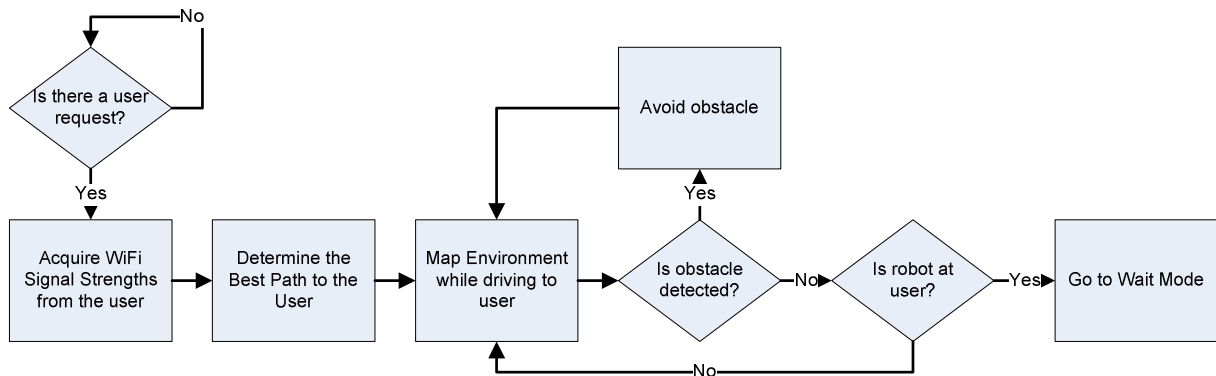 No
Is there a user
request?
Yes
Avoid obstacle
Yes
Acquire WiFi
Signal Strengths
from the user
Determine the
Best Path to the
User
Map Environment
while driving to
user
Is obstacle
detected?
No
Is robot at
user?
Yes
Go to Wait Mode
No